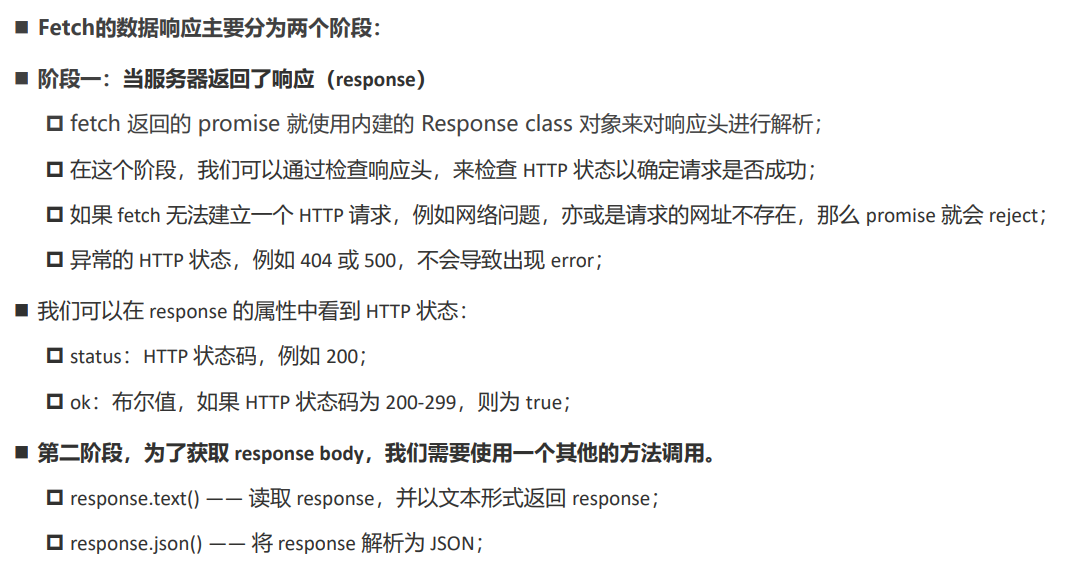 Fetch的数据响应主要分为两个阶段：
阶段一：当服务器返回了响应（response）
fetch 返回的 promise 就使用内建的 Response class 对象来对响应头进行解析；
在这个阶段，我们可以通过检查响应头，来检查 HTTP 状态以确定请求是否成功；
如果 fetch 无法建立一个 HTTP 请求，例如网络问题，亦或是请求的网址不存在，那么 promise 就会 reject；
异常的 HTTP 状态，例如 404 或 500，不会导致出现 error；
我们可以在 response 的属性中看到 HTTP 状态：
status：HTTP 状态码，例如 200；
ok：布尔值，如果 HTTP 状态码为 200-299，则为 true；
第二阶段，为了获取 response body，我们需要使用一个其他的方法调用。
response.text() —— 读取 response，并以文本形式返回 response；
response.json() —— 将 response 解析为 JSON；